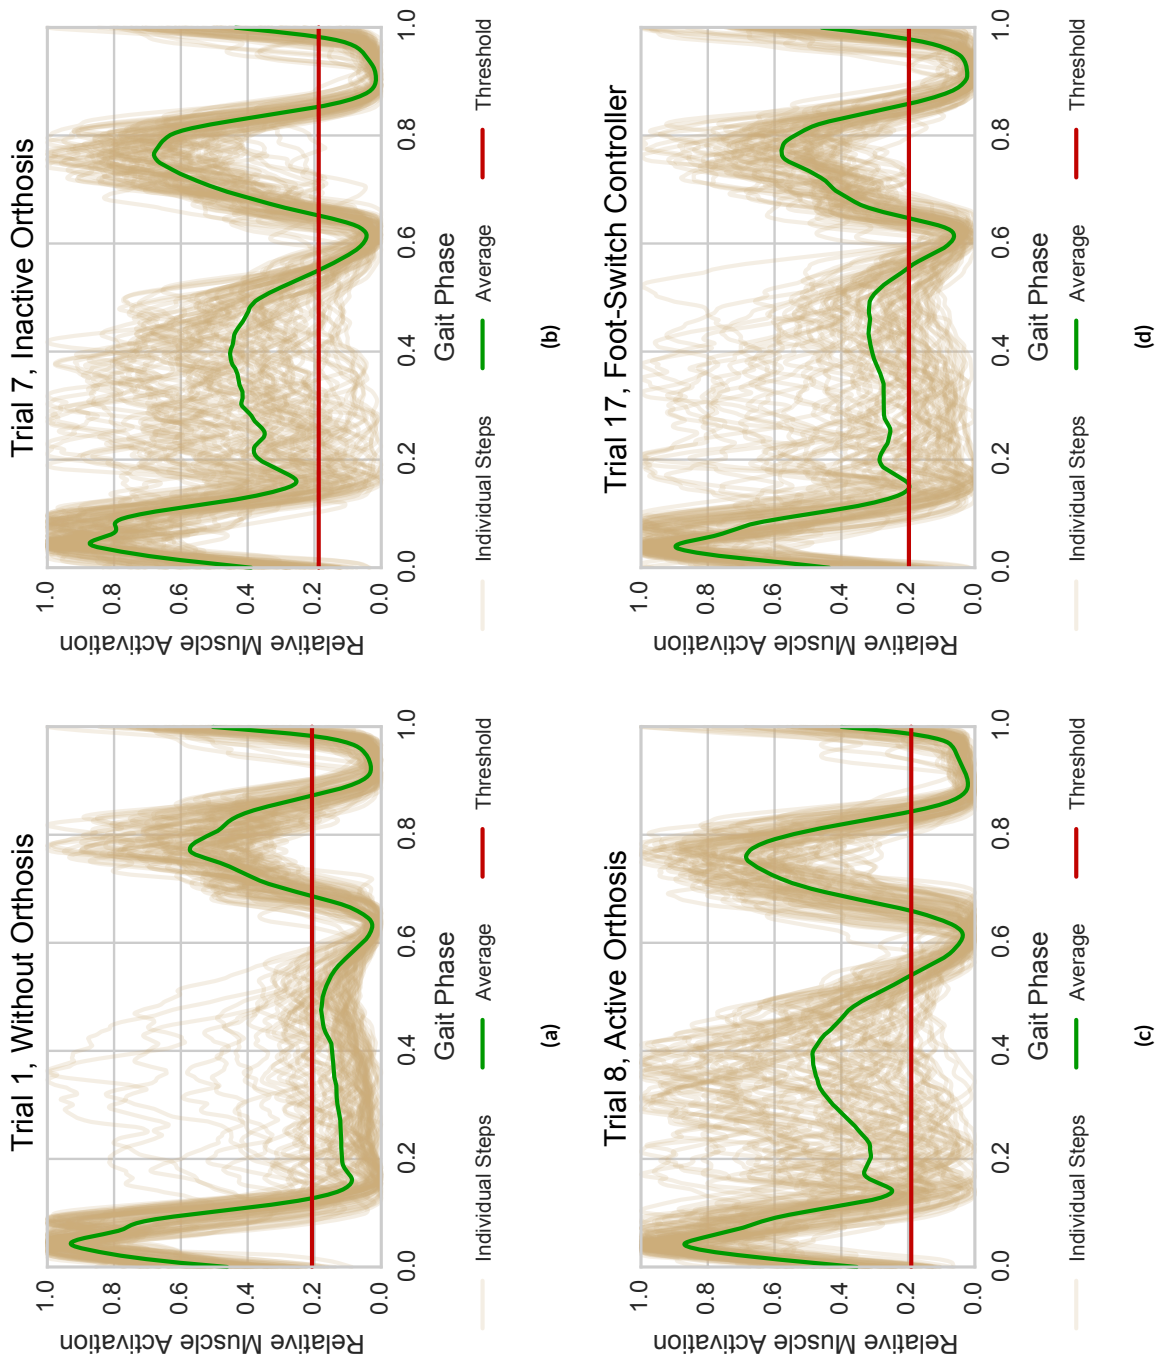 Trial 1, Without Orthosis
Relative Muscle Activation
1.0
0.8
0.6
0.4
0.2
0.0
0.0 0.2 0.4 0.6 0.8 1.0
Gait Phase
Individual Steps Average Threshold
(a)
Trial 7, Inactive Orthosis
Relative Muscle Activation
1.0
0.8
0.6
0.4
0.2
0.0
0.0 0.2 0.4 0.6 0.8 1.0
Gait Phase
Individual Steps Average Threshold
(b)
Trial 8, Active Orthosis
Relative Muscle Activation
1.0
0.8
0.6
0.4
0.2
0.0
0.0 0.2 0.4 0.6 0.8 1.0
Gait Phase
Individual Steps Average Threshold
(c)
Trial 17, Foot-Switch Controller
Relative Muscle Activation
1.0
0.8
0.6
0.4
0.2
0.0
0.0 0.2 0.4 0.6 0.8 1.0
Gait Phase
Individual Steps Average Threshold
(d)